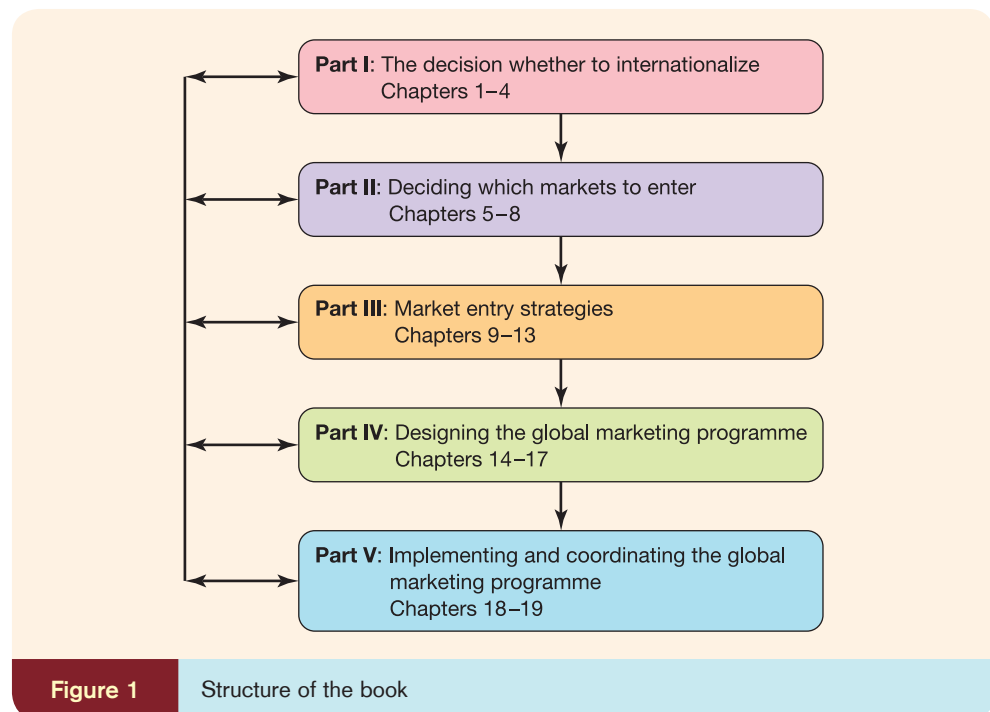 Part I: The decision whether to internationalize
Chapters 1–4
Part II: Deciding which markets to enter
Chapters 5–8
Part III: Market entry strategies
Chapters 9–13
Part IV: Designing the global marketing programme
Chapters 14–17
Part V: Implementing and coordinating the global
marketing programme
Chapters 18–19
Figure 1 Structure of the book